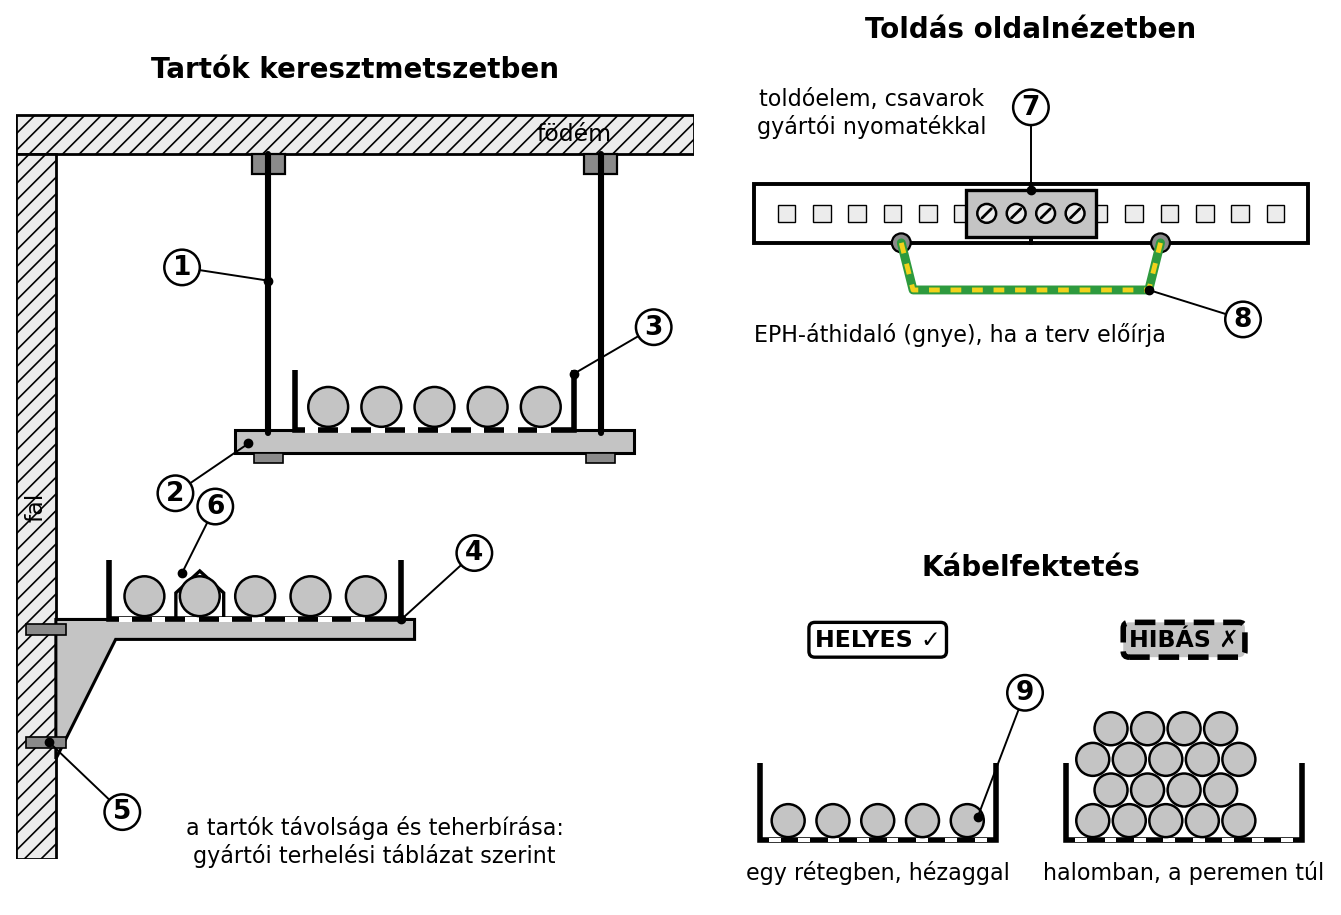 Tartók keresztmetszetben
födém
1
3
2
6
fal
4
5
a tartók távolsága és teherbírása:
gyártói terhelési táblázat szerint
Toldás oldalnézetben
toldóelem, csavarok
gyártói nyomatékkal
7
8
EPH-áthidaló (gnye), ha a terv előírja
Kábelfektetés
HELYES ✓
HIBÁS ✗
9
egy rétegben, hézaggal
halomban, a peremen túl